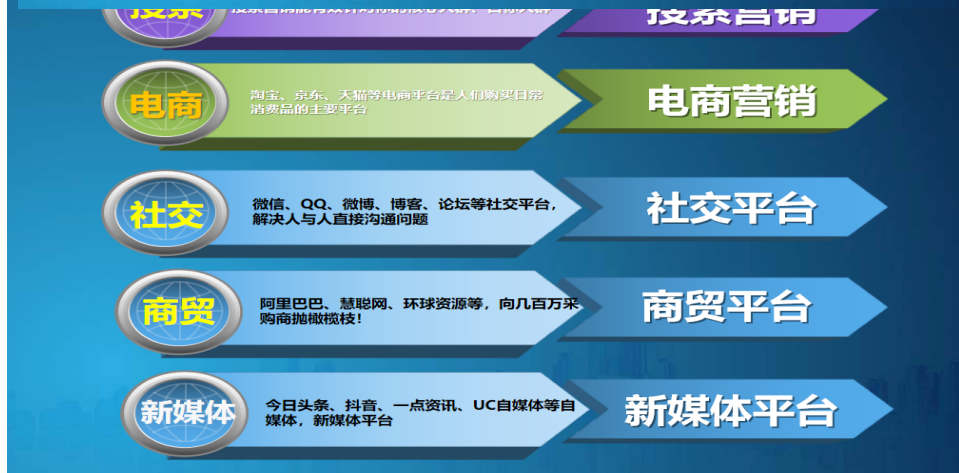 电商
淘宝、京东、天猫等电商平台是人们购买日常
消费品的主要平台
电商营销
社交
微信、QQ、微博、博客、论坛等社交平台，
解决人与人直接沟通问题
社交平台
商贸
阿里巴巴、慧聪网、环球资源等，向几百万采
购商抛橄榄枝！
商贸平台
新媒体
今日头条、抖音、一点资讯、UC自媒体等自
媒体，新媒体平台
新媒体平台